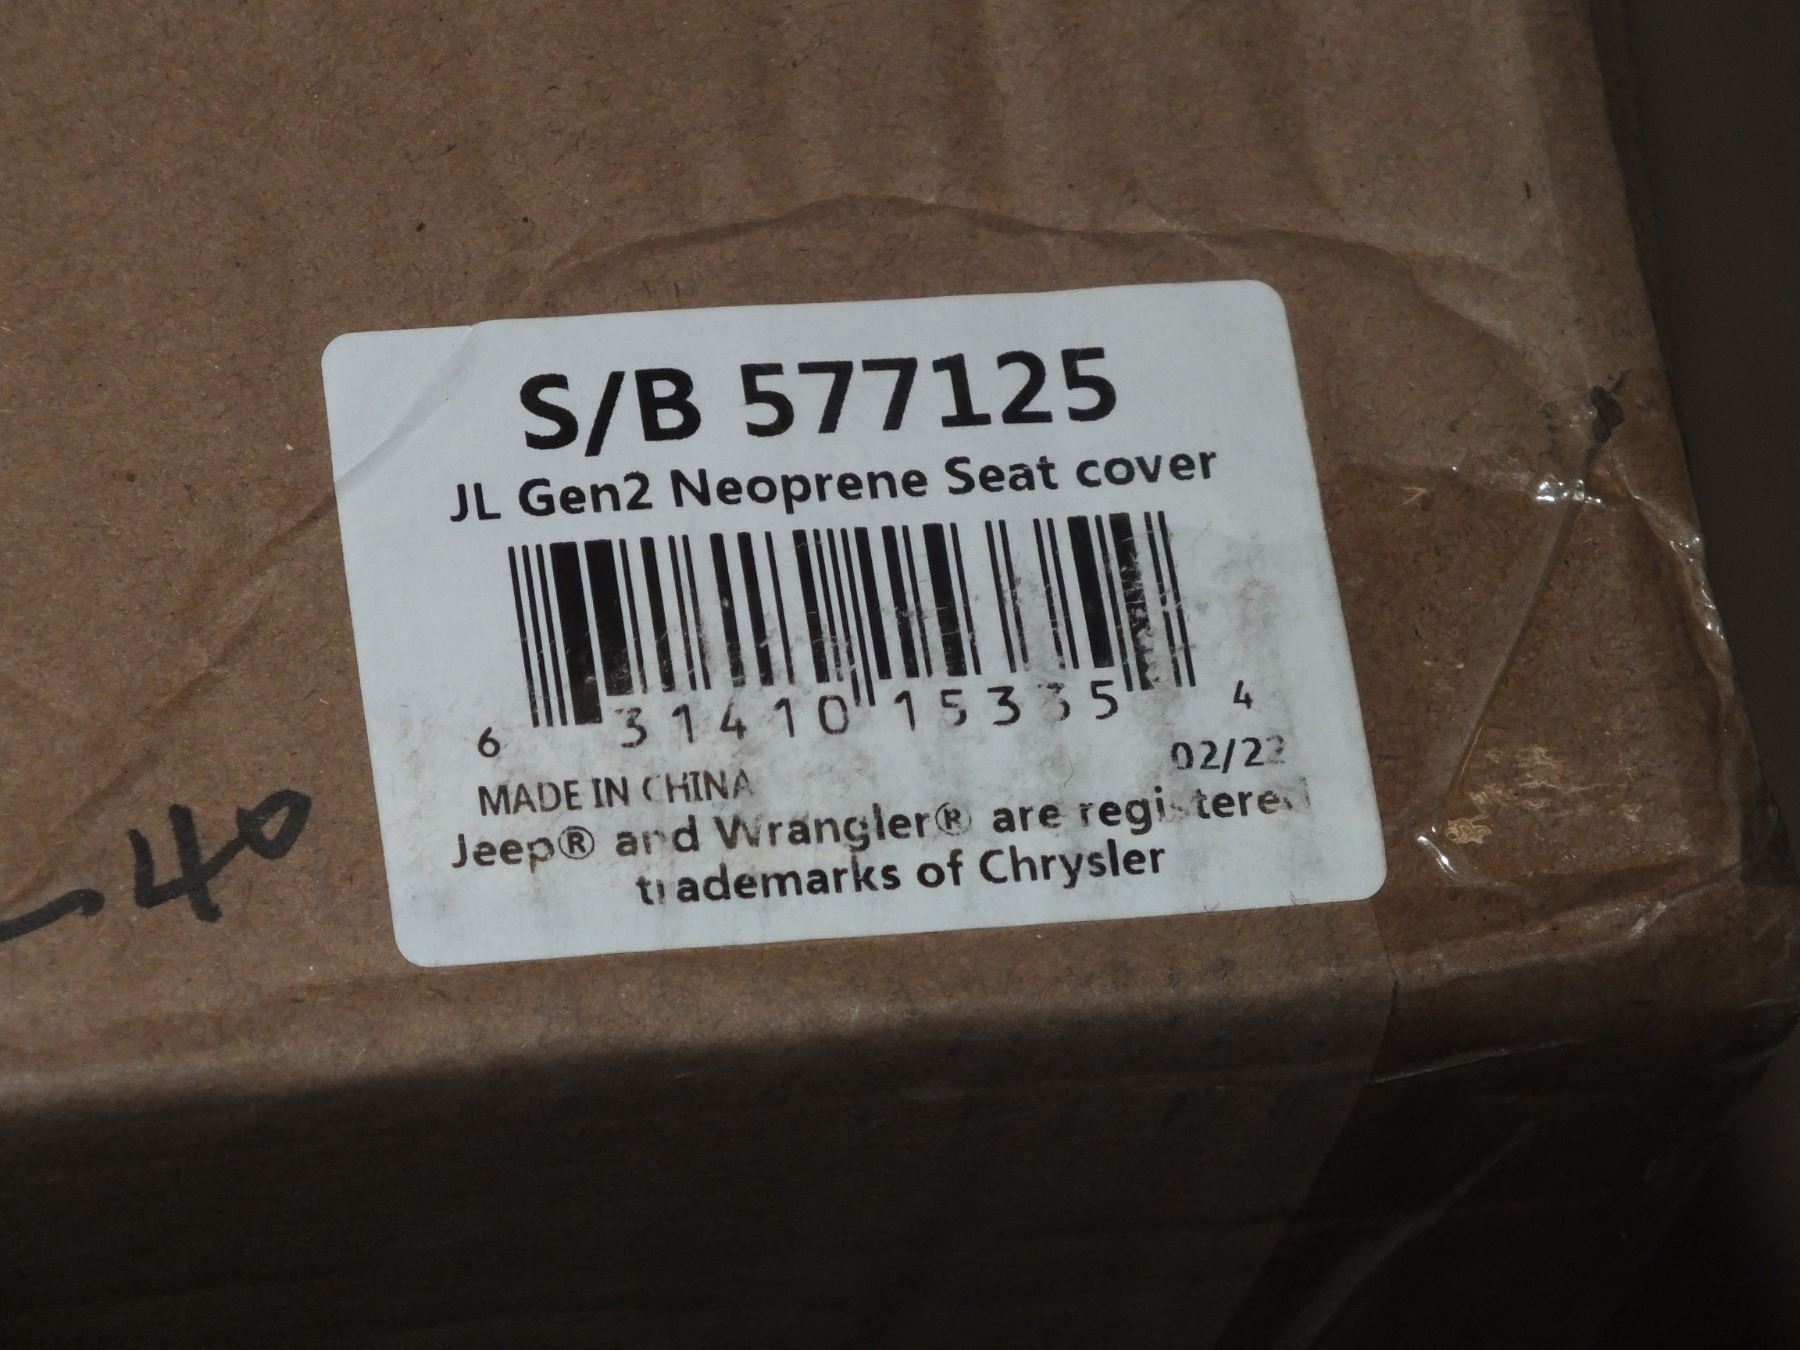 S/B 577125
JL Gen2 Neoprene Seat cover
6 31410 15335 4
02/22
MADE IN CHINA
Jeep® and Wrangler® are registered
trademarks of Chrysler
-40